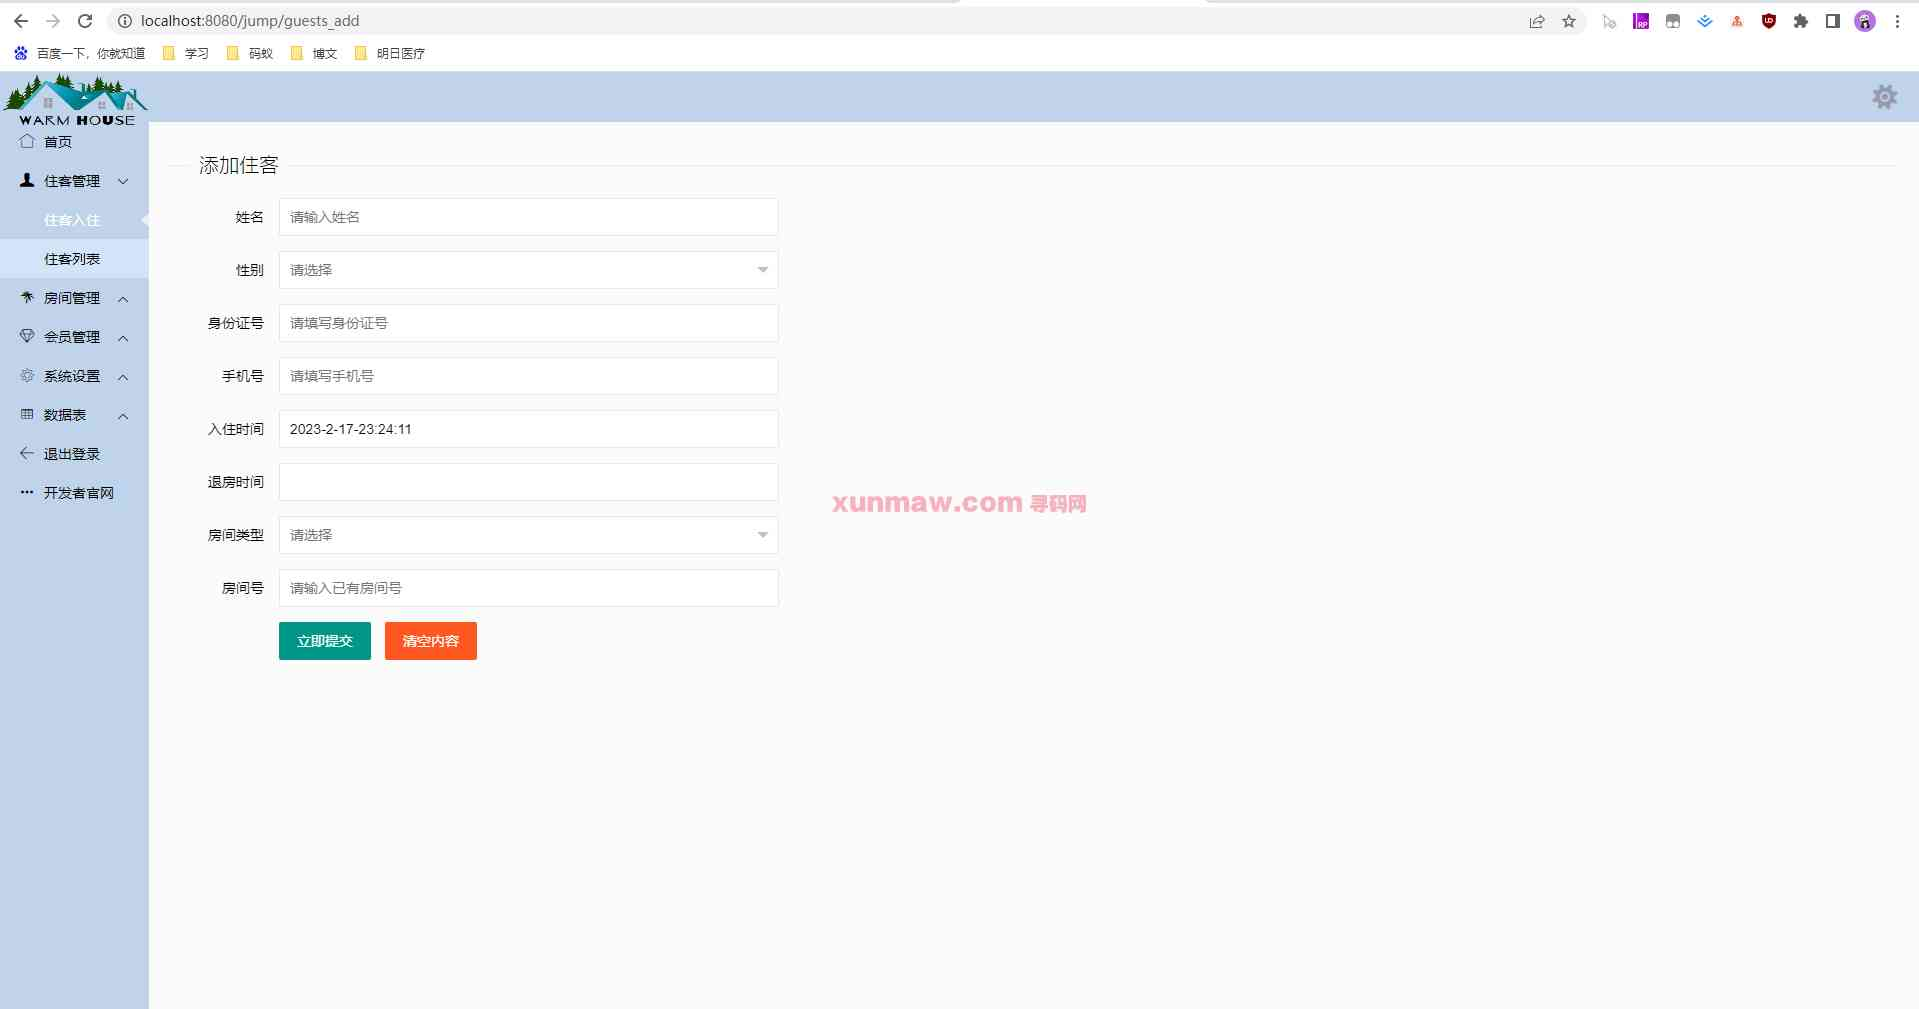 localhost:8080/jump/guests_add
百度一下，你就知道
学习
码蚁
博文
明日医疗
WARM HOUSE
首页
住客管理
住客入住
住客列表
房间管理
会员管理
系统设置
数据表
退出登录
开发者官网
添加住客
姓名 请输入姓名
性别 请选择
身份证号 请填写身份证号
手机号 请填写手机号
入住时间 2023-2-17-23:24:11
退房时间
房间类型 请选择
房间号 请输入已有房间号
立即提交 清空内容
xunmaw.com 寻码网